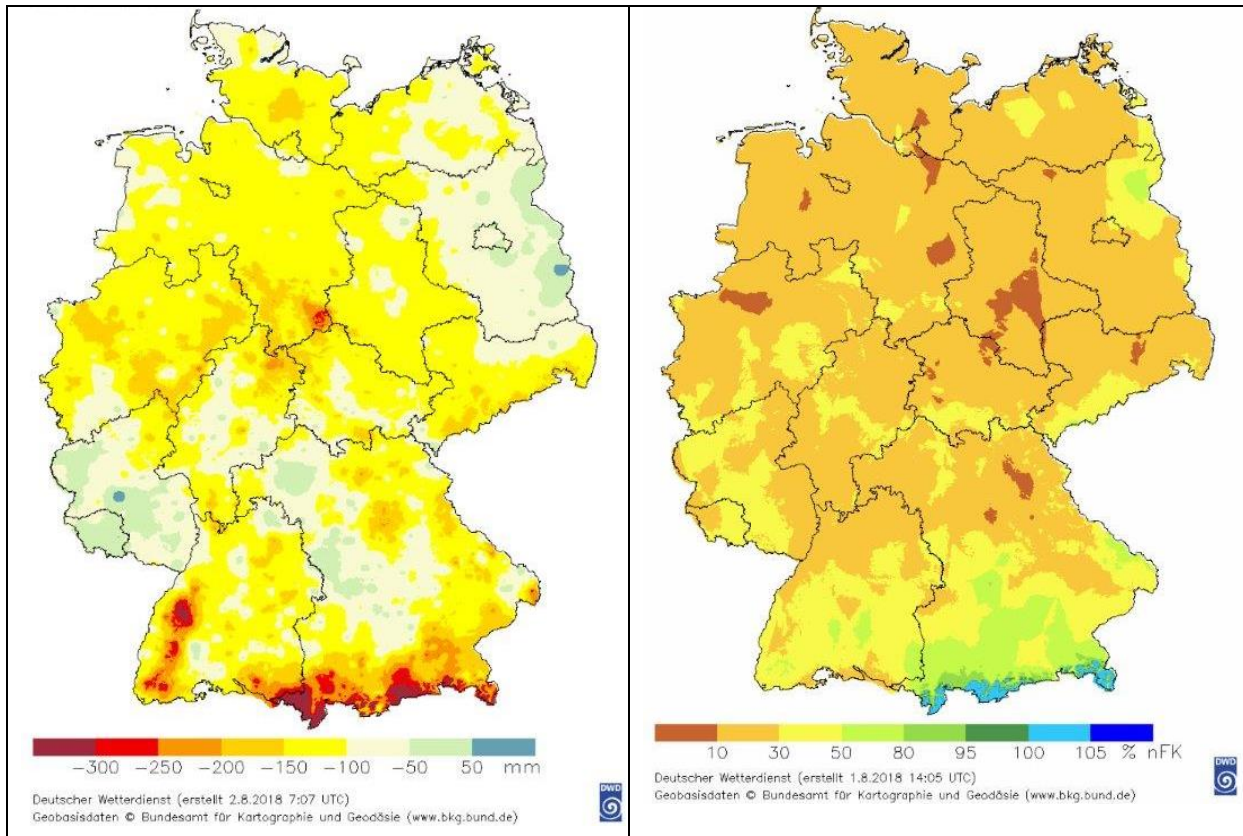 -300 -250 -200 -150 -100 -50 50 mm
Deutscher Wetterdienst (erstellt 2.8.2018 7:07 UTC)
Geobasisdaten © Bundesamt für Kartographie und Geodäsie (www.bkg.bund.de)
DWD
10 30 50 80 95 100 105 % nFK
Deutscher Wetterdienst (erstellt 1.8.2018 14:05 UTC)
Geobasisdaten © Bundesamt für Kartographie und Geodäsie (www.bkg.bund.de)
DWD